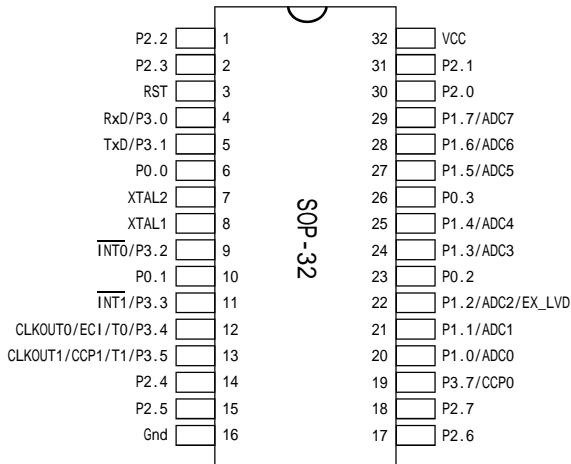 P2.2 1 32 VCC
P2.3 2 31 P2.1
RST 3 30 P2.0
RxD/P3.0 4 29 P1.7/ADC7
TxD/P3.1 5 28 P1.6/ADC6
P0.0 6 27 P1.5/ADC5
XTAL2 7 26 P0.3
XTAL1 8 25 P1.4/ADC4
INT0/P3.2 9 24 P1.3/ADC3
P0.1 10 23 P0.2
INT1/P3.3 11 22 P1.2/ADC2/EX_LVD
CLKOUT0/ECI/T0/P3.4 12 21 P1.1/ADC1
CLKOUT1/CCP1/T1/P3.5 13 20 P1.0/ADC0
P2.4 14 19 P3.7/CCP0
P2.5 15 18 P2.7
Gnd 16 17 P2.6
SOP-32